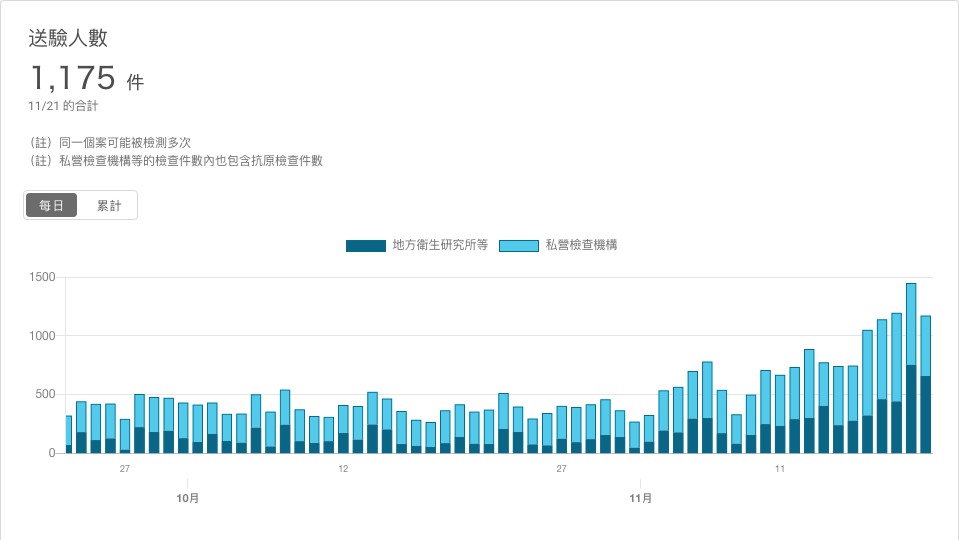 送驗人數
1,175 件
11/21 的合計
（註）同一個案可能被檢測多次
（註）私營檢查機構等的檢查件數內也包含抗原檢查件數
每日 累計
地方衛生研究所等 私營檢查機構
1500
1000
500
0
27 12 27 11
10月 11月